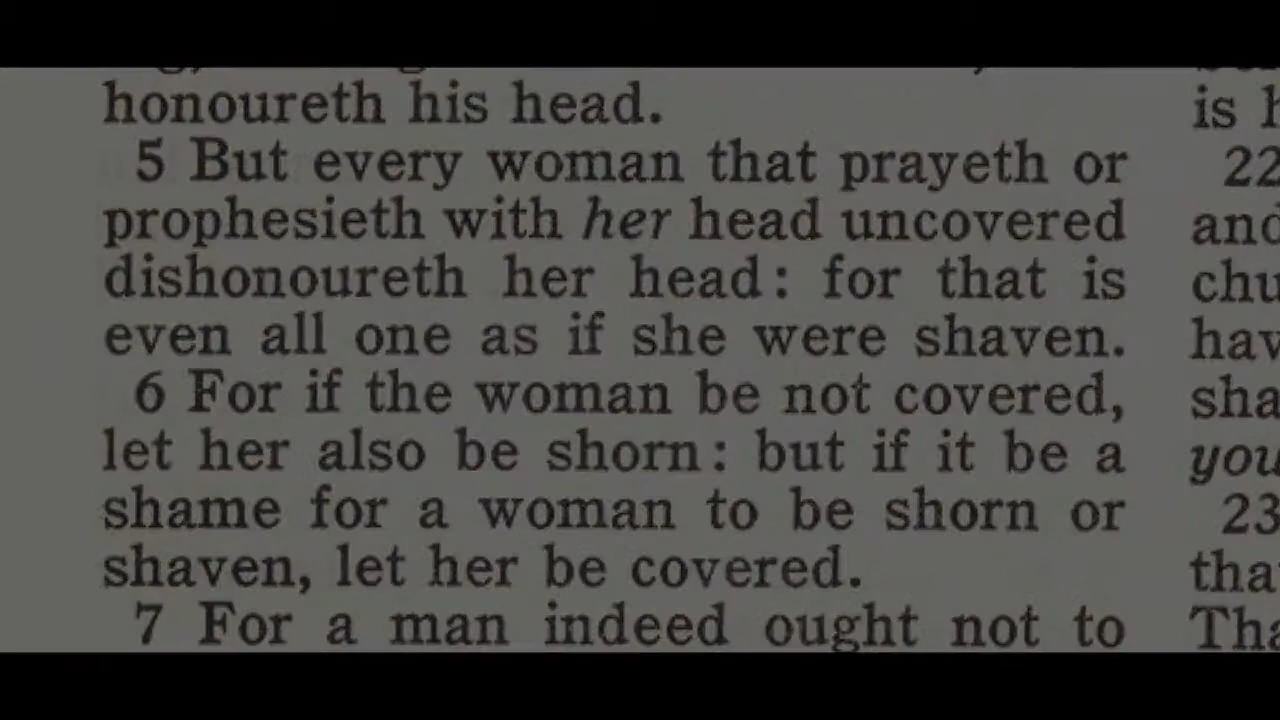 honoureth his head.
5 But every woman that prayeth or
prophesieth with her head uncovered
dishonoureth her head: for that is
even all one as if she were shaven.
6 For if the woman be not covered,
let her also be shorn: but if it be a
shame for a woman to be shorn or
shaven, let her be covered.
7 For a man indeed ought not to
is
22
23